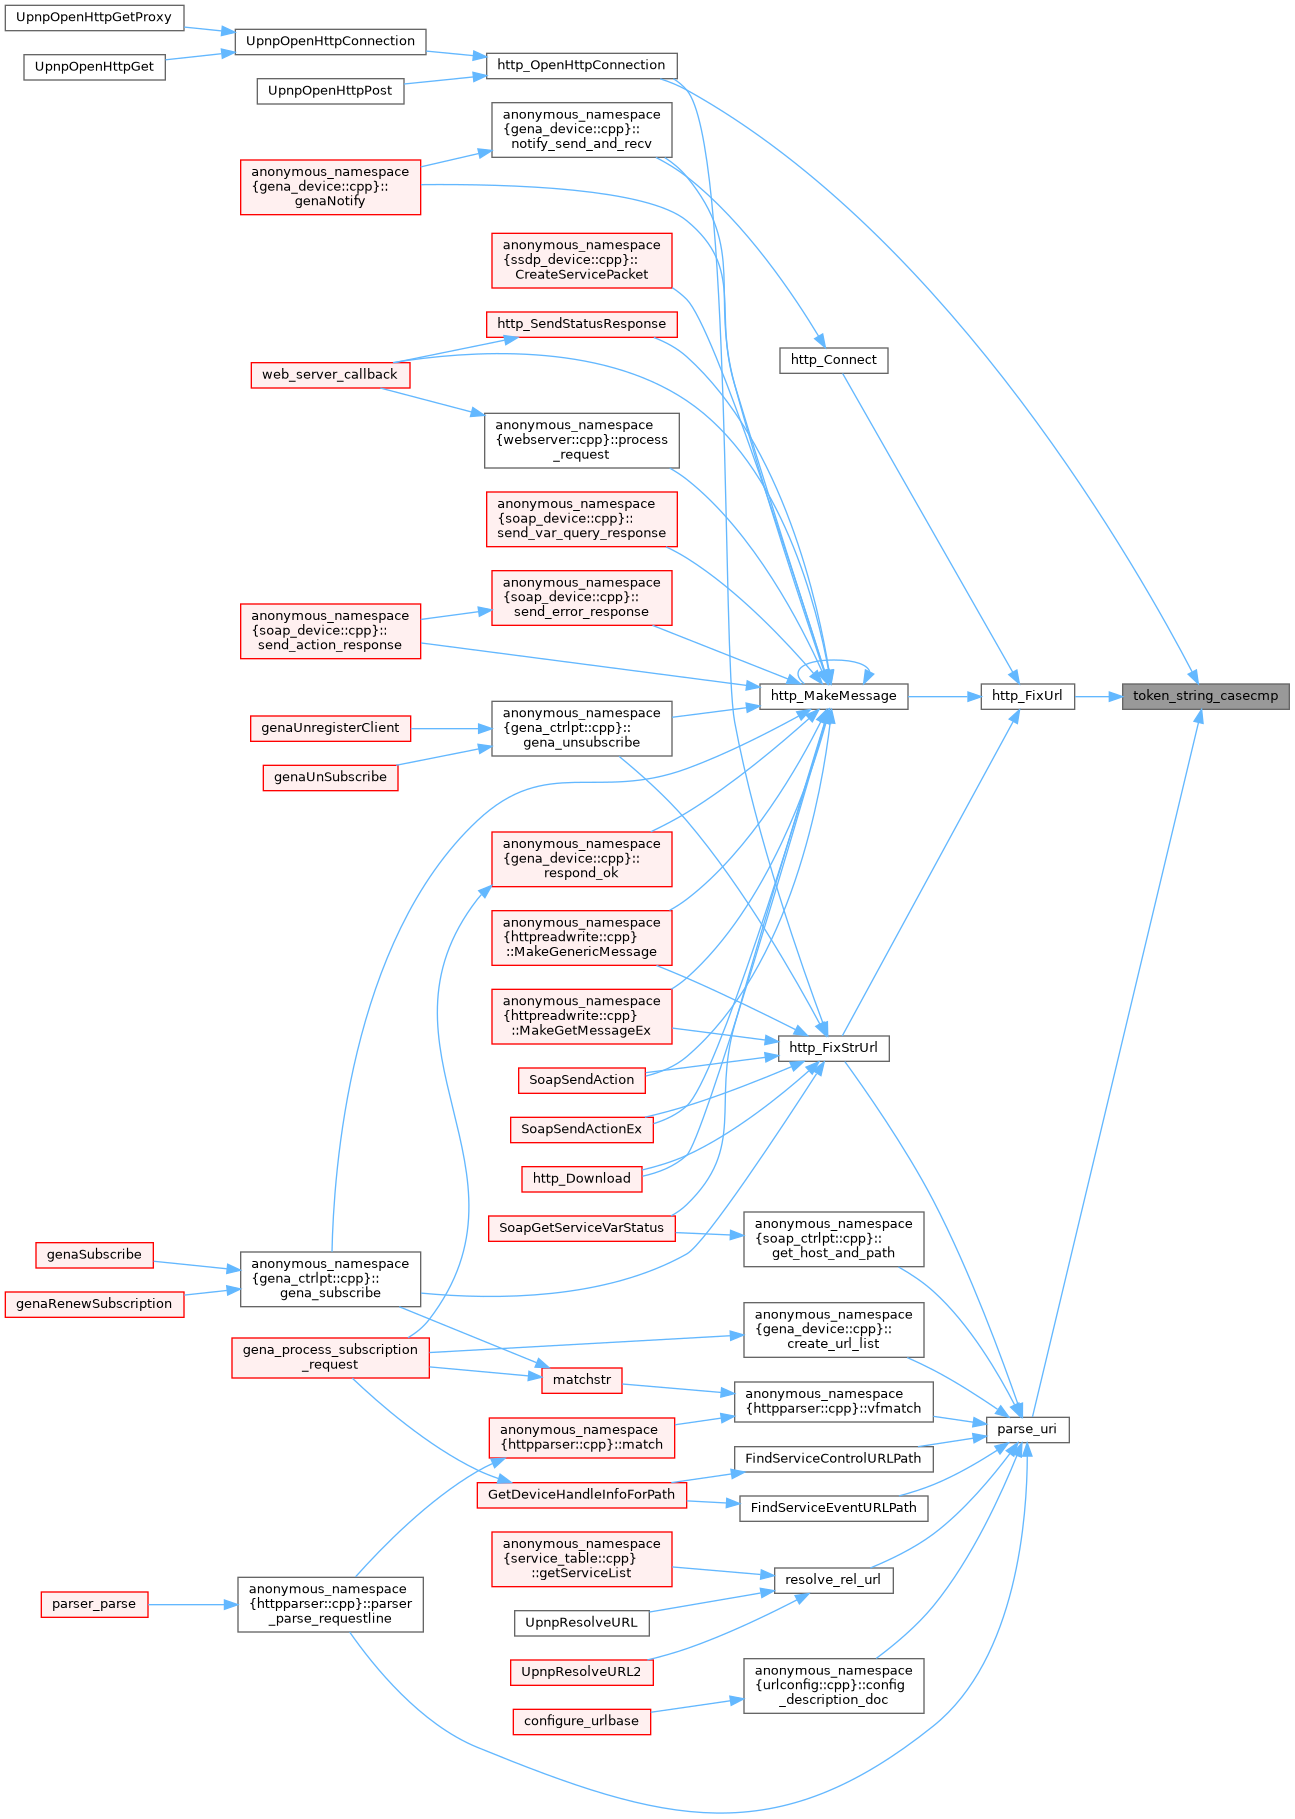 UpnpOpenHttpGetProxy
UpnpOpenHttpConnection
UpnpOpenHttpGet
http_OpenHttpConnection
UpnpOpenHttpPost
anonymous_namespace
{gena_device::cpp}::
notify_send_and_recv
anonymous_namespace
{gena_device::cpp}::
genaNotify
anonymous_namespace
{ssdp_device::cpp}::
CreateServicePacket
http_SendStatusResponse
http_Connect
web_server_callback
anonymous_namespace
{webserver::cpp}::process
_request
anonymous_namespace
{soap_device::cpp}::
send_var_query_response
anonymous_namespace
{soap_device::cpp}::
send_error_response
anonymous_namespace
{soap_device::cpp}::
send_action_response
http_MakeMessage
http_FixUrl
token_string_casecmp
anonymous_namespace
{gena_ctrlpt::cpp}::
gena_unsubscribe
genaUnregisterClient
genaUnSubscribe
anonymous_namespace
{gena_device::cpp}::
respond_ok
anonymous_namespace
{httpreadwrite::cpp}
::MakeGenericMessage
anonymous_namespace
{httpreadwrite::cpp}
::MakeGetMessageEx
http_FixStrUrl
SoapSendAction
SoapSendActionEx
http_Download
SoapGetServiceVarStatus
anonymous_namespace
{soap_ctrlpt::cpp}::
get_host_and_path
genaSubscribe
anonymous_namespace
{gena_ctrlpt::cpp}::
gena_subscribe
genaRenewSubscription
anonymous_namespace
{gena_device::cpp}::
create_url_list
gena_process_subscription
_request
matchstr
anonymous_namespace
{httpparser::cpp}::vfmatch
parse_uri
anonymous_namespace
{httpparser::cpp}::match
FindServiceControlURLPath
GetDeviceHandleInfoForPath
FindServiceEventURLPath
anonymous_namespace
{service_table::cpp}
::getServiceList
resolve_rel_url
parser_parse
anonymous_namespace
{httpparser::cpp}::parser
_parse_requestline
UpnpResolveURL
UpnpResolveURL2
anonymous_namespace
{urlconfig::cpp}::config
_description_doc
configure_urlbase